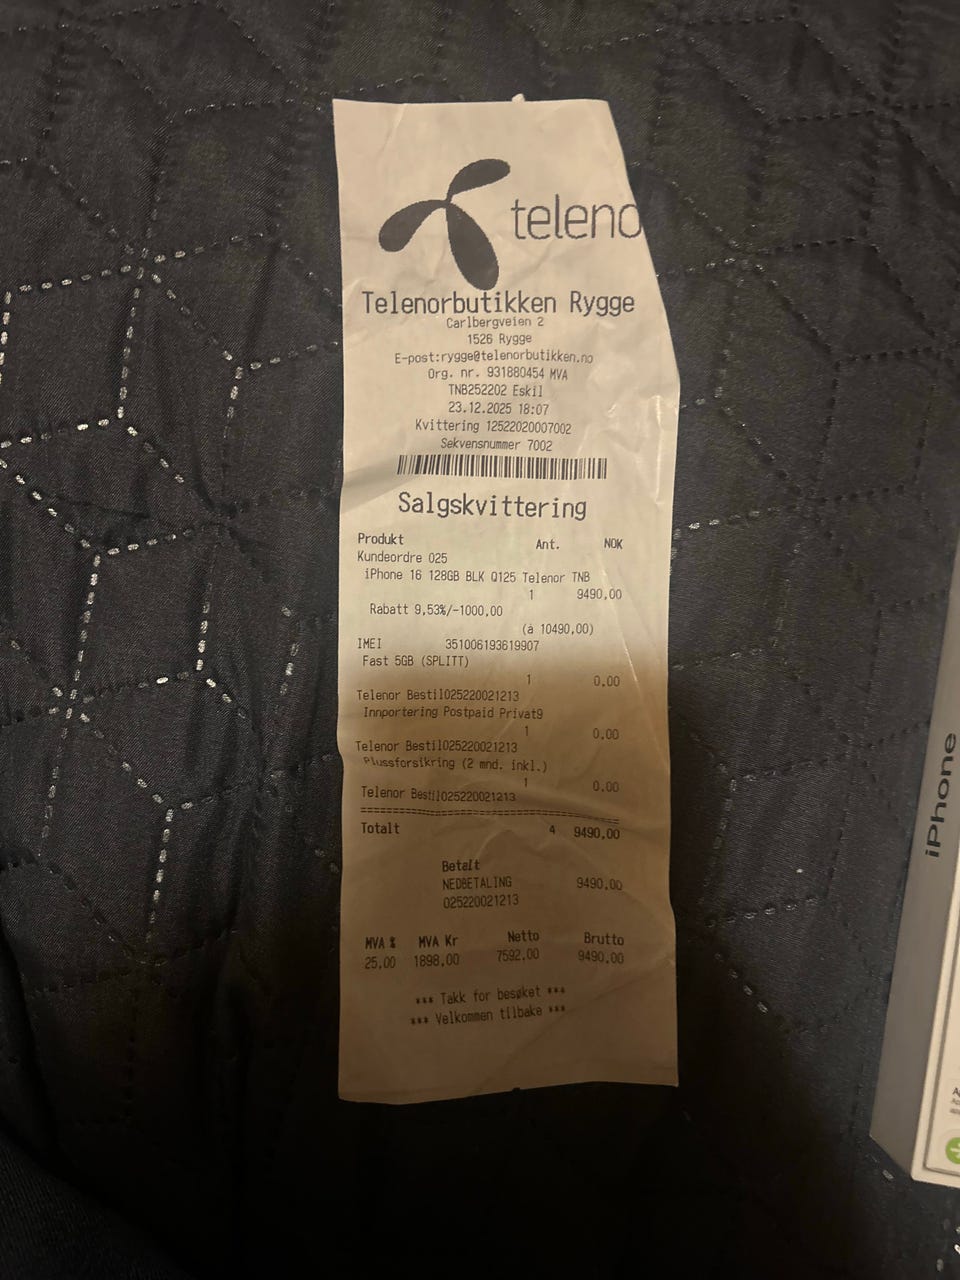 teleno
Telenorbutikken Rygge
Carlbergveien 2
1526 Rygge
E-post:rygge@telenorbutikken.no
Org. nr. 931880454 MVA
TNB252202 Eskil
23.12.2025 18:07
Kvittering 12522020007002
Sekvensnummer 7002
Salgskvittering
Produkt Ant. NOK
Kundeordre 025
iPhone 16 128GB BLK Q125 Telenor TNB
1 9490,00
Rabatt 9,53%/-1000,00
(à 10490,00)
IMEI 351006193619907
Fast 5GB (SPLITT)
1 0,00
Telenor Bestil025220021213
Innportering Postpaid Privat9
1 0,00
Telenor Bestil025220021213
Plussforsikring (2 mnd. inkl.)
1 0,00
Telenor Bestil025220021213
Totalt 4 9490,00
Betalt
NEDBETALING 9490,00
025220021213
MVA % MVA Kr Netto Brutto
25,00 1898,00 7592,00 9490,00
*** Takk for besøket ***
*** Velkommen tilbake ***
iPhone